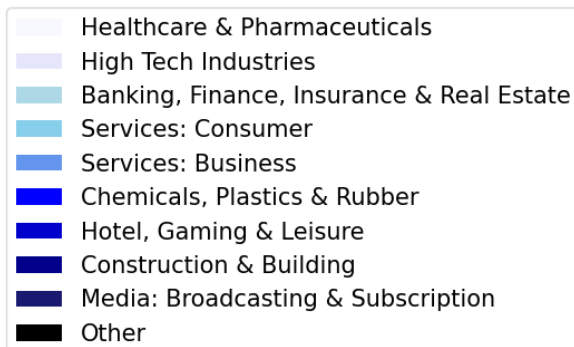 Healthcare & Pharmaceuticals
High Tech Industries
Banking, Finance, Insurance & Real Estate
Services: Consumer
Services: Business
Chemicals, Plastics & Rubber
Hotel, Gaming & Leisure
Construction & Building
Media: Broadcasting & Subscription
Other